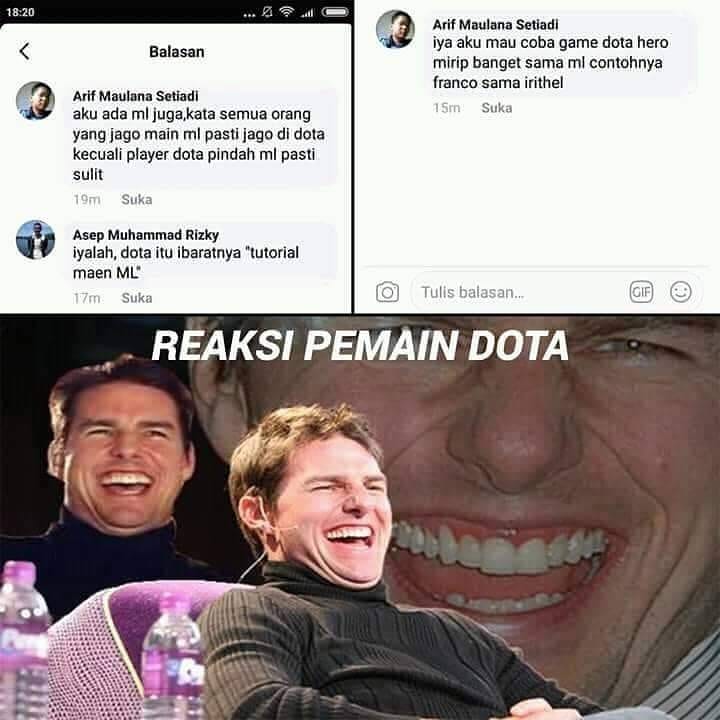 18:20
Balasan
Arif Maulana Setiadi
aku ada ml juga,kata semua orang
yang jago main ml pasti jago di dota
kecuali player dota pindah ml pasti
sulit
19m Suka
Asep Muhammad Rizky
iyalah, dota itu ibaratnya "tutorial
maen ML"
17m Suka
Arif Maulana Setiadi
iya aku mau coba game dota hero
mirip banget sama ml contohnya
franco sama irithel
15m Suka
Tulis balasan...
GIF
REAKSI PEMAIN DOTA